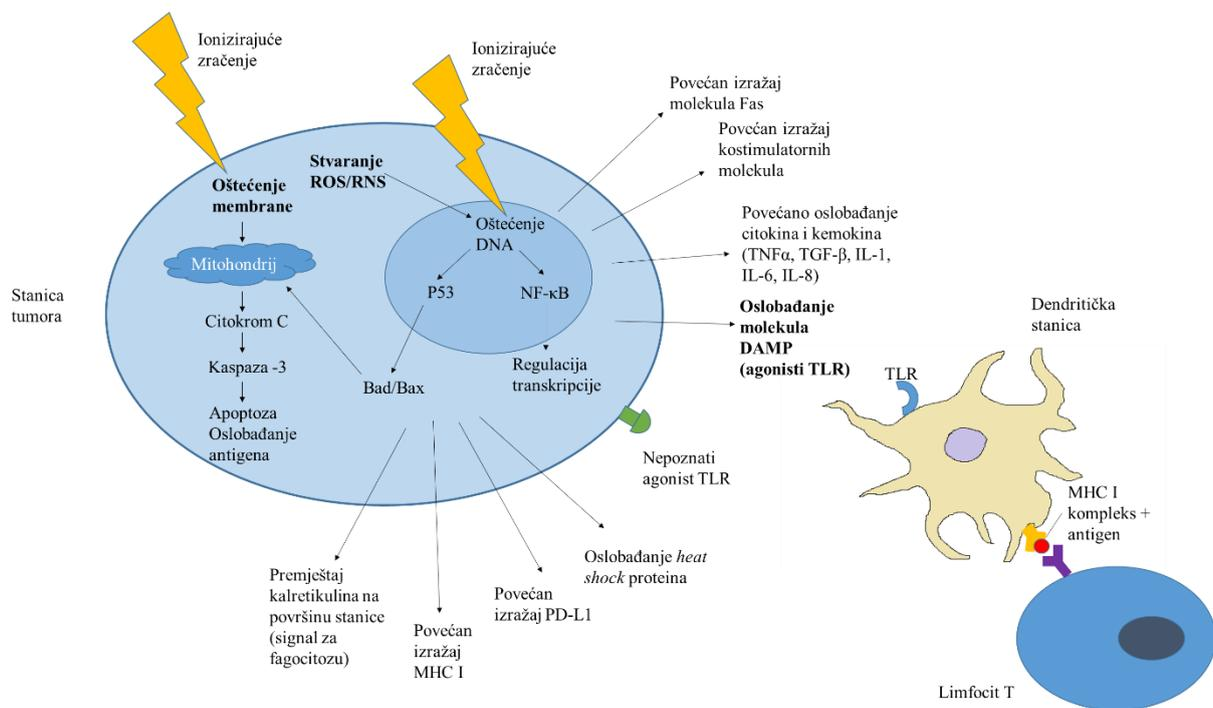 Ionizirajuće
zračenje
Ionizirajuće
zračenje
Povećan izražaj
molekula Fas
Povećan izražaj
kostimulatornih
molekula
Stvaranje
ROS/RNS
Oštećenje
membrane
Oštećenje
DNA
Povećano oslobađanje
citokina i kemokina
(TNFα, TGF-β, IL-1,
IL-6, IL-8)
Mitohondrij
P53
NF-κB
Stanica
tumora
Citokrom C
Oslobađanje
molekula
DAMP
(agonisti TLR)
Dendritička
stanica
Kaspaza -3
Bad/Bax
Regulacija
transkripcije
TLR
Apoptoza
Oslobađanje
antigena
Nepoznati
agonist TLR
MHC I
kompleks +
antigen
Oslobađanje heat
shock proteina
Premještaj
kalretikulina na
površinu stanice
(signal za
fagocitozu)
Povećan
izražaj PD-L1
Povećan
izražaj
MHC I
Limfocit T